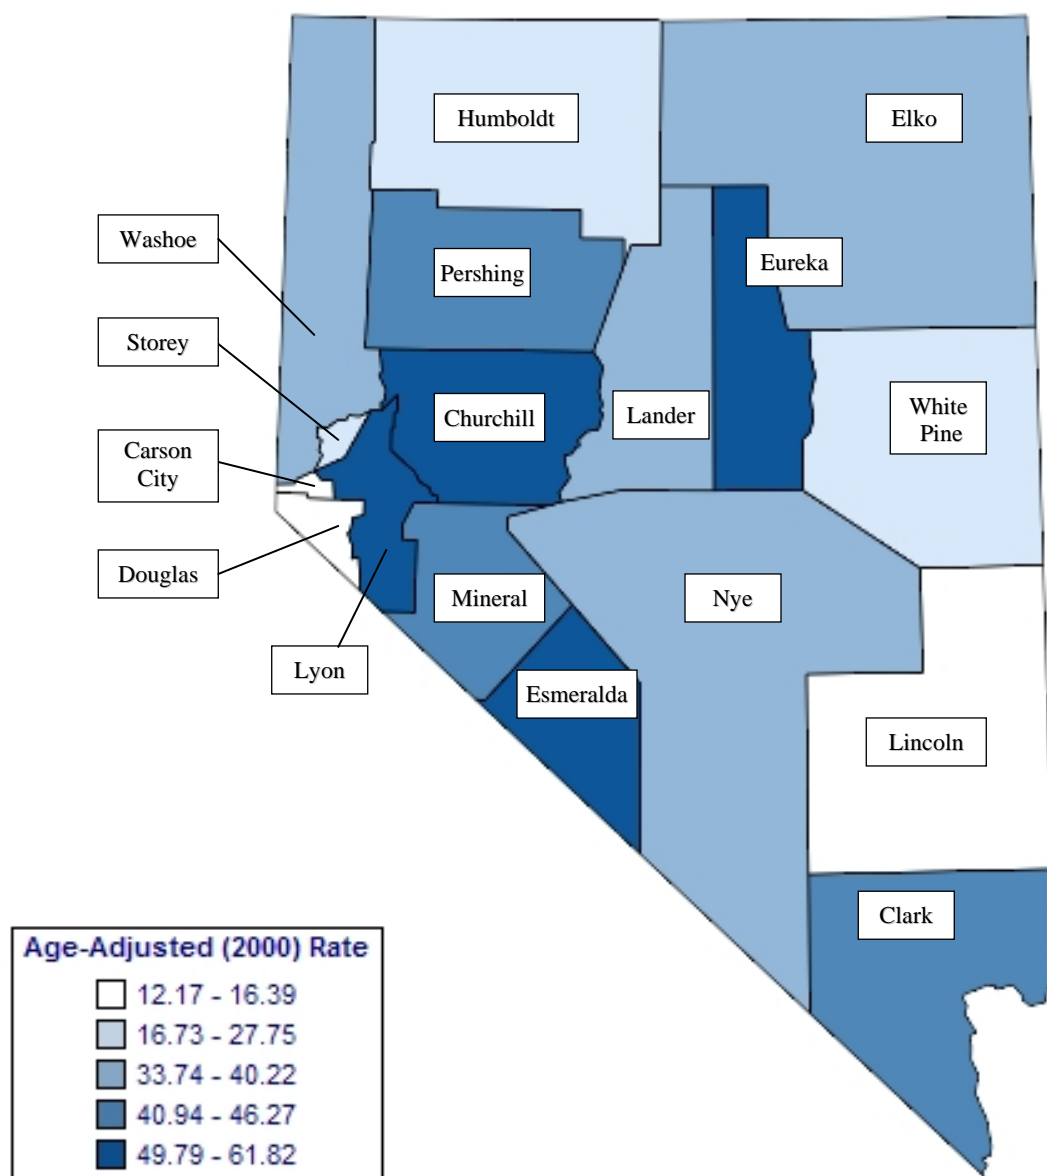 Humboldt
Elko
Washoe
Pershing
Eureka
Storey
Churchill
Lander
White
Pine
Carson
City
Douglas
Mineral
Nye
Lyon
Esmeralda
Lincoln
Clark
Age-Adjusted (2000) Rate
12.17 - 16.39
16.73 - 27.75
33.74 - 40.22
40.94 - 46.27
49.79 - 61.82